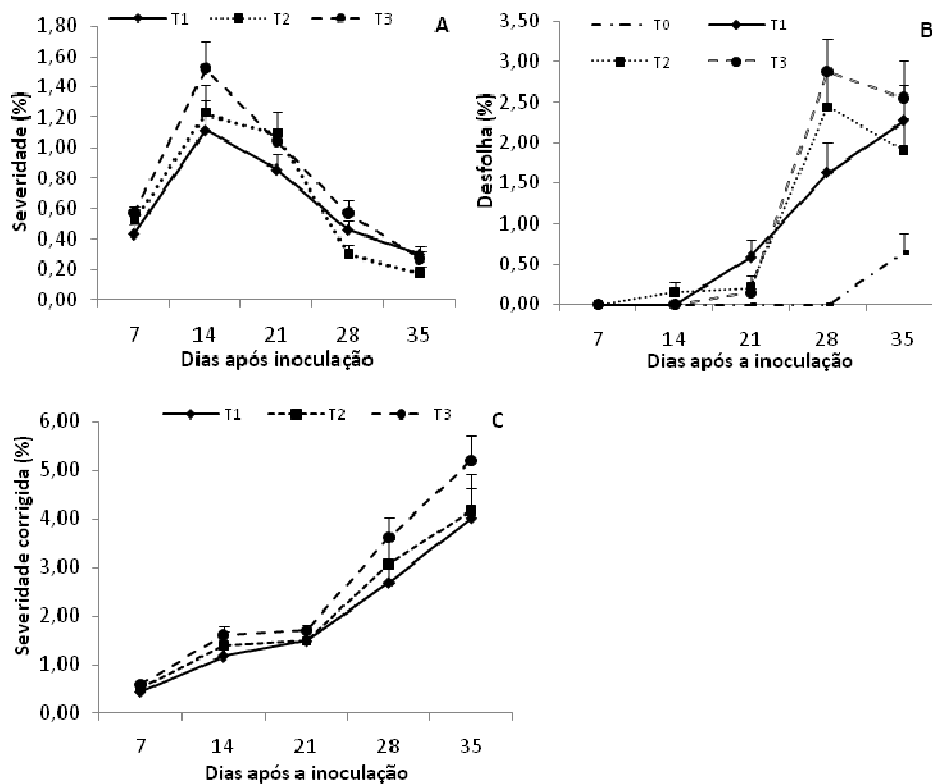 T1 T2 T3
A
Severidade (%)
1,80
1,60
1,40
1,20
1,00
0,80
0,60
0,40
0,20
0,00
7 14 21 28 35
Dias após inoculação
T0 T1
T2 T3
B
Desfolha (%)
3,50
3,00
2,50
2,00
1,50
1,00
0,50
0,00
7 14 21 28 35
Dias após a inoculação
T1 T2 T3
C
Severidade corrigida (%)
6,00
5,00
4,00
3,00
2,00
1,00
0,00
7 14 21 28 35
Dias após a inoculação